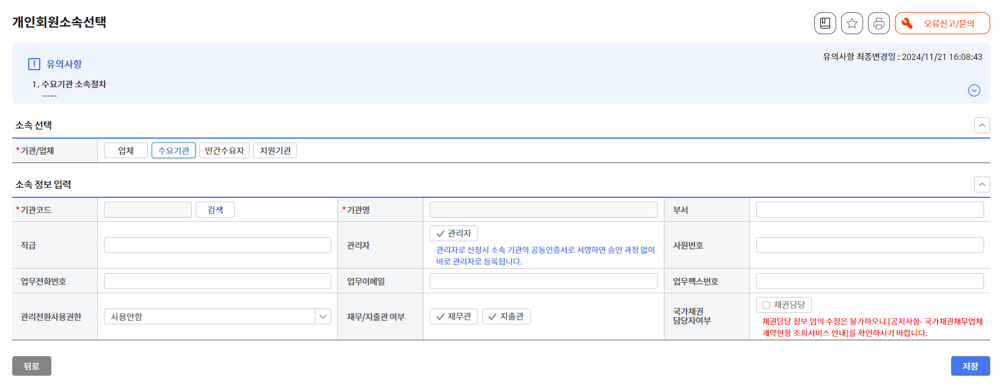 개인회원소속선택
오류신고/문의
유의사항
유의사항 최종변경일 : 2024/11/21 16:08:43
1. 수요기관 소속절차
......
소속 선택
*기관/업체
업체
수요기관
민간수요자
지원기관
소속 정보 입력
*기관코드
검색
*기관명
부서
직급
관리자
관리자
관리자로 신청시 소속 기관의 공동인증서로 서명하면 승인 과정 없이
바로 관리자로 등록됩니다.
사원번호
업무전화번호
업무이메일
업무팩스번호
관리전환사용권한
사용안함
재무/지출관 여부
재무관
지출관
국가채권
담당자여부
채권담당
채권담당 정보 임의 수정은 불가하오니 [공지사항- 국가채권채무업체
계약현황 조회서비스 안내]를 확인하시기 바랍니다.
뒤로
저장